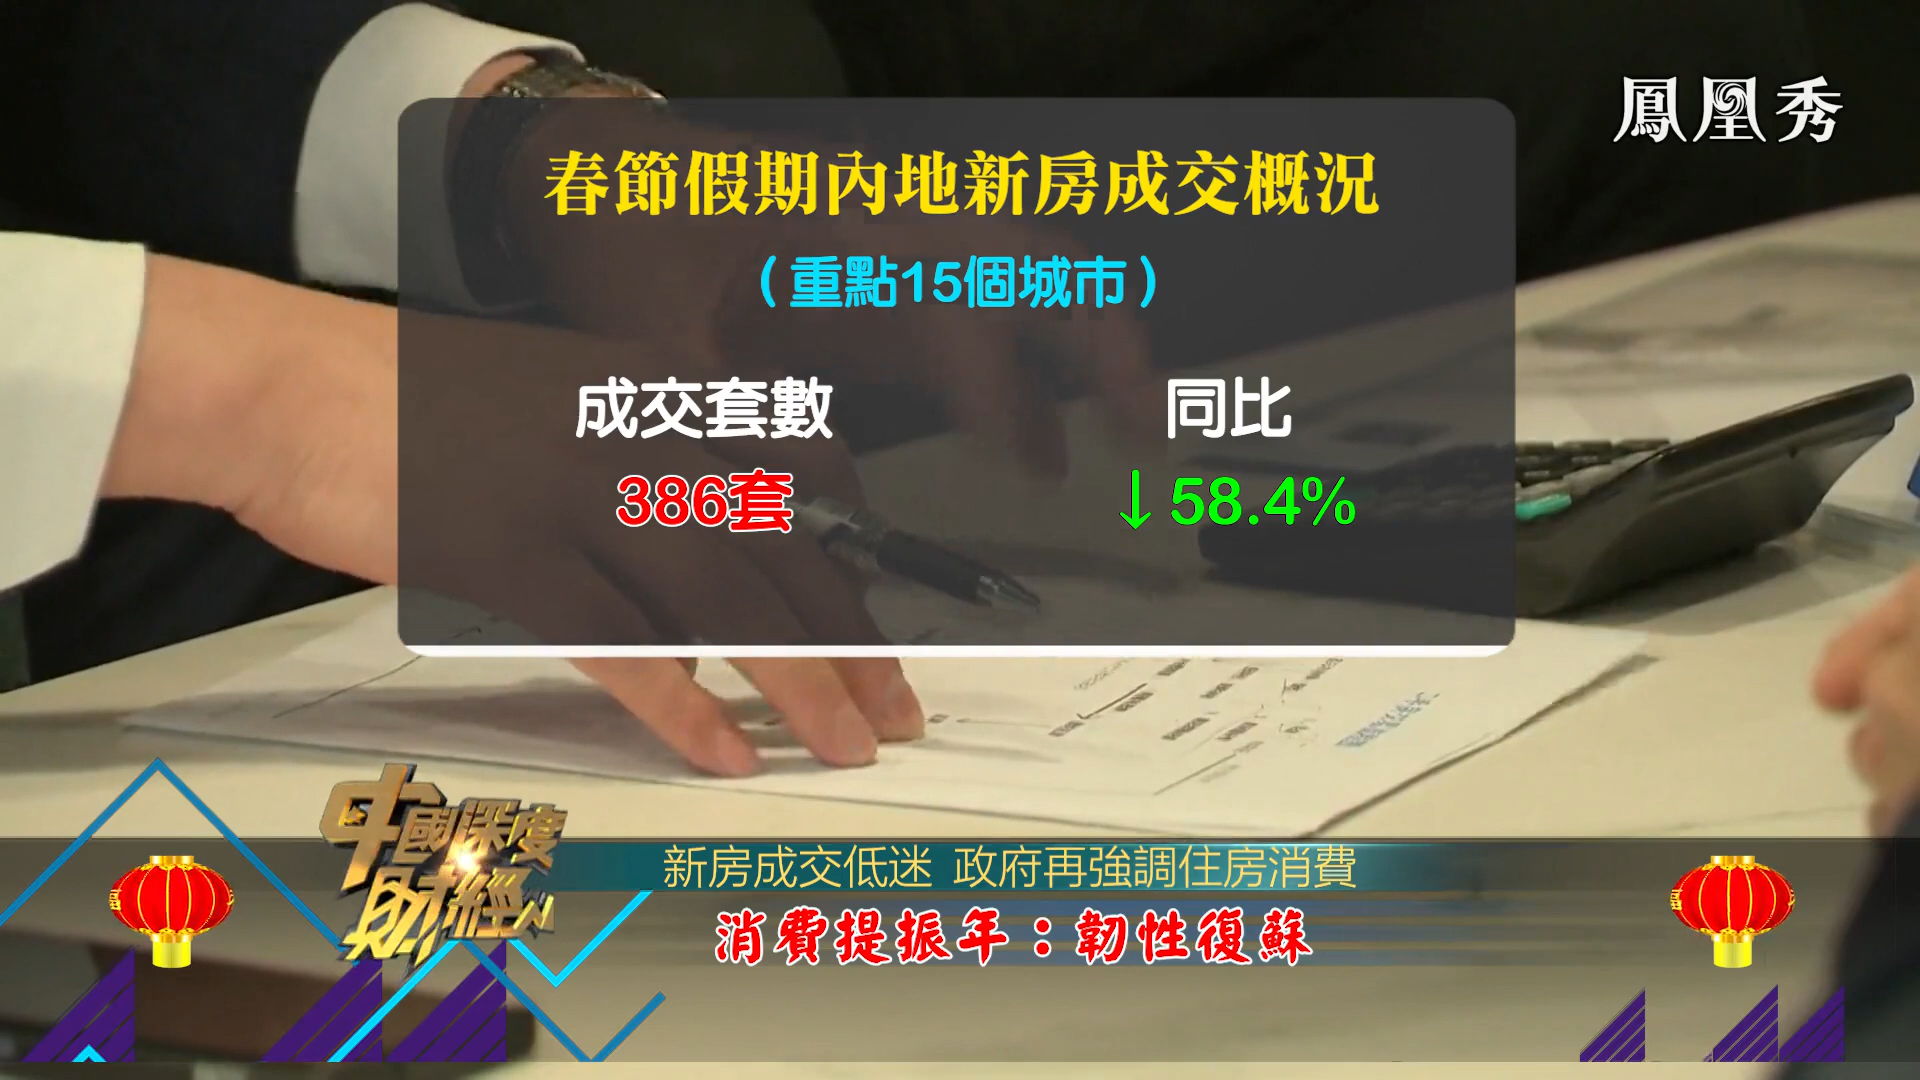 鳳凰秀
春節假期內地新房成交概況
（重點15個城市）
成交套數 同比
386套 ↓58.4%
中國深度財經
新房成交低迷 政府再強調住房消費
消費提振年：韌性復蘇